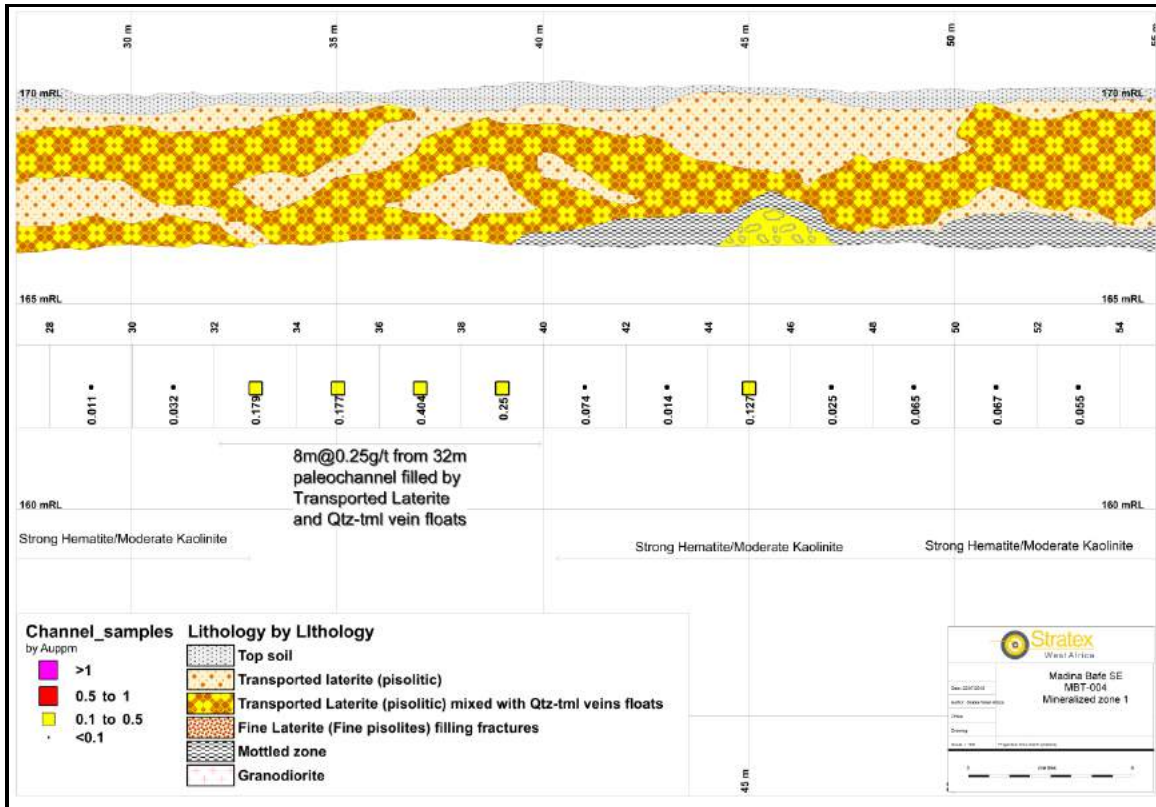 30 m
35 m
40 m
45 m
50 m
55 m
170 mRL
170 mRL
165 mRL
165 mRL
28
30
32
34
36
38
40
42
44
46
48
50
52
54
0.011
0.032
0.179
0.177
0.404
0.25
0.074
0.014
0.127
0.025
0.065
0.067
0.055
8m@0.25g/t from 32m
paleochannel filled by
Transported Laterite
and Qtz-tml vein floats
160 mRL
160 mRL
Strong Hematite/Moderate Kaolinite
Strong Hematite/Moderate Kaolinite
Strong Hematite/Moderate Kaolinite
Channel_samples
by Auppm
>1
0.5 to 1
0.1 to 0.5
<0.1
Lithology by LIthology
Top soil
Transported laterite (pisolitic)
Transported Laterite (pisolitic) mixed with Qtz-tml veins floats
Fine Laterite (Fine pisolites) filling fractures
Mottled zone
Granodiorite
45 m
Stratex
West Africa
Madina Bafe SE
MBT-004
Mineralized zone 1
Office:
Drawing: